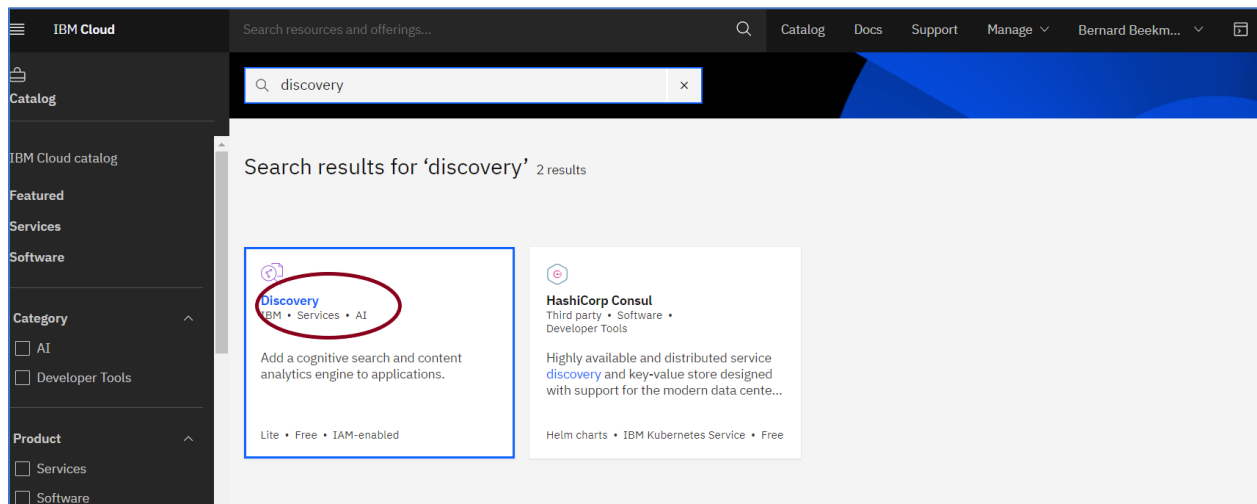 IBM Cloud
Search resources and offerings...
Catalog
Docs
Support
Manage
Bernard Beekm...
Catalog
discovery
IBM Cloud catalog
Featured
Services
Software
Category
AI
Developer Tools
Product
Services
Software
Search results for ‘discovery’ 2 results
Discovery
IBM • Services • AI
Add a cognitive search and content
analytics engine to applications.
Lite • Free • IAM-enabled
HashiCorp Consul
Third party • Software •
Developer Tools
Highly available and distributed service
discovery and key-value store designed
with support for the modern data cente...
Helm charts • IBM Kubernetes Service • Free